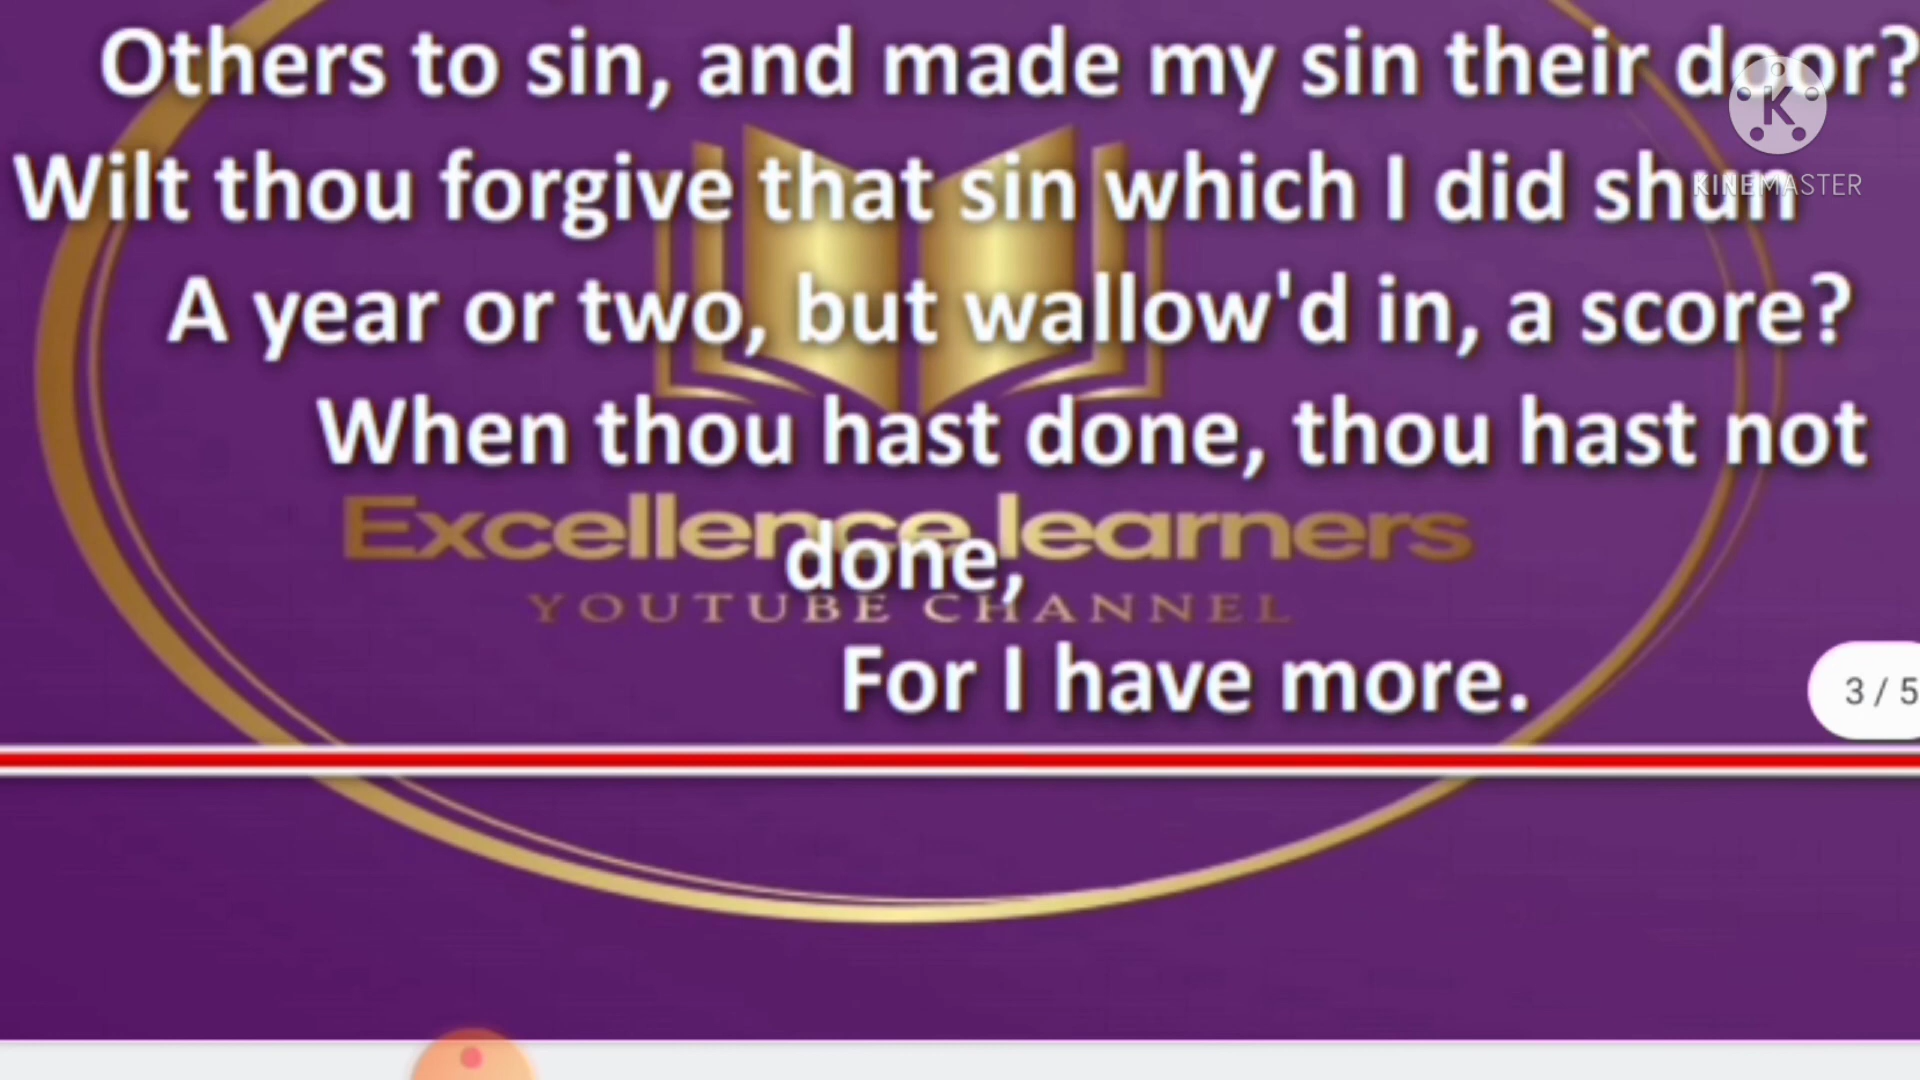 Others to sin, and made my sin their door?
Wilt thou forgive that sin which I did shun
KINEMASTER
A year or two, but wallow'd in, a score?
When thou hast done, thou hast not
Excellence learners
done,
YOUTUBE CHANNEL
For I have more.
3 / 5